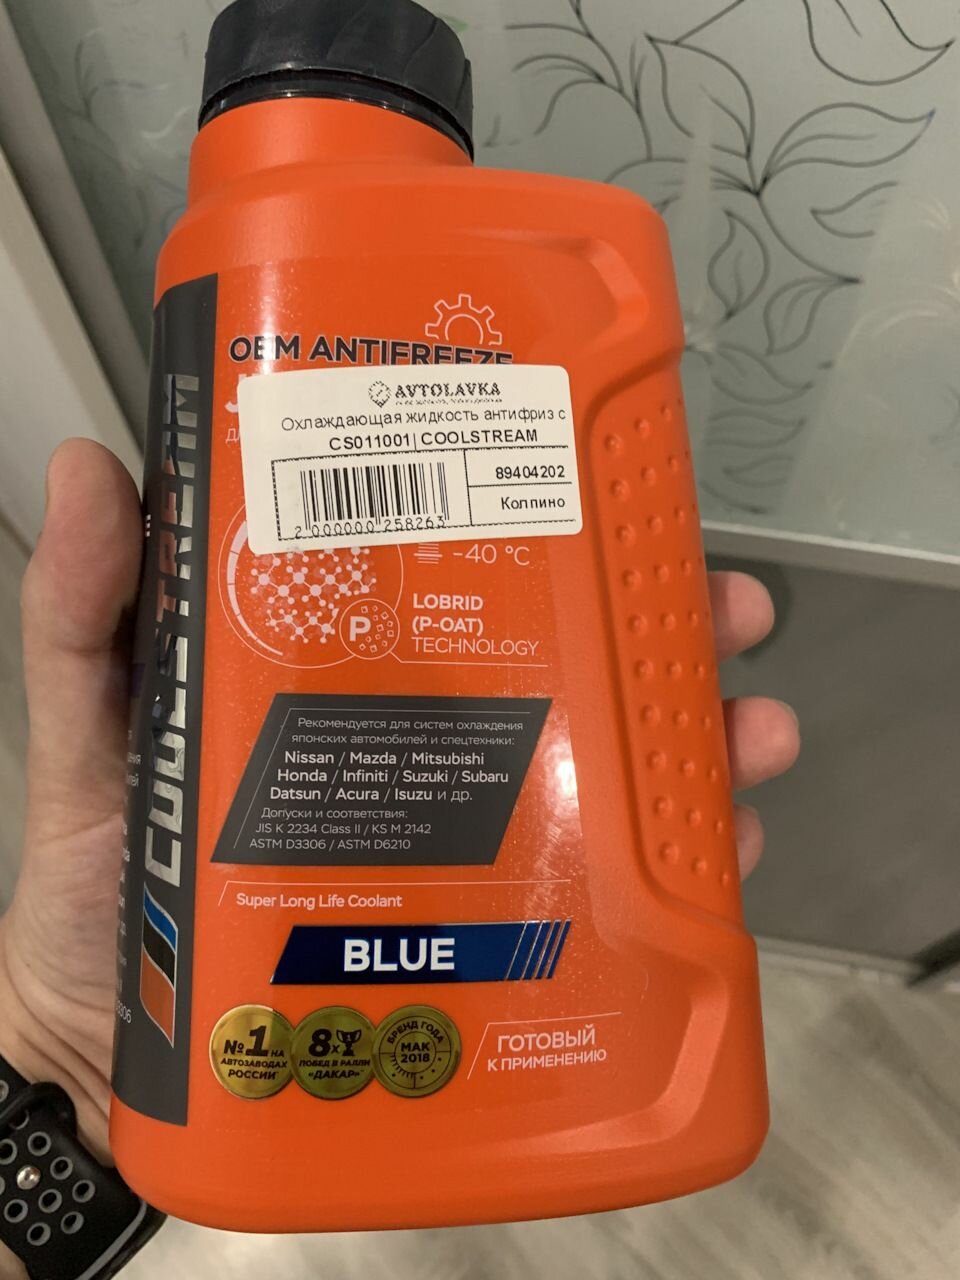 OEM ANTIFREEZE
AVTOLAVKA
Охлаждающая жидкость антифриз с
CS011001|COOLSTREAM
89404202
Колпино
2 000000 258263
-40 °C
LOBRID
(P-OAT)
TECHNOLOGY
P
COOLSTREAM
Рекомендуется для систем охлаждения
японских автомобилей и спецтехники:
Nissan / Mazda / Mitsubishi
Honda / Infiniti / Suzuki / Subaru
Datsun / Acura / Isuzu и др.
Допуски и соответствия:
JIS K 2234 Class II / KS M 2142
ASTM D3306 / ASTM D6210
Super Long Life Coolant
BLUE
№1 НА
АВТОЗАВОДАХ
РОССИИ
8х
ПОБЕД В РАЛЛИ
«ДАКАР»
БРЕНД ГОДА
МАК
2018
ГОТОВЫЙ
К ПРИМЕНЕНИЮ